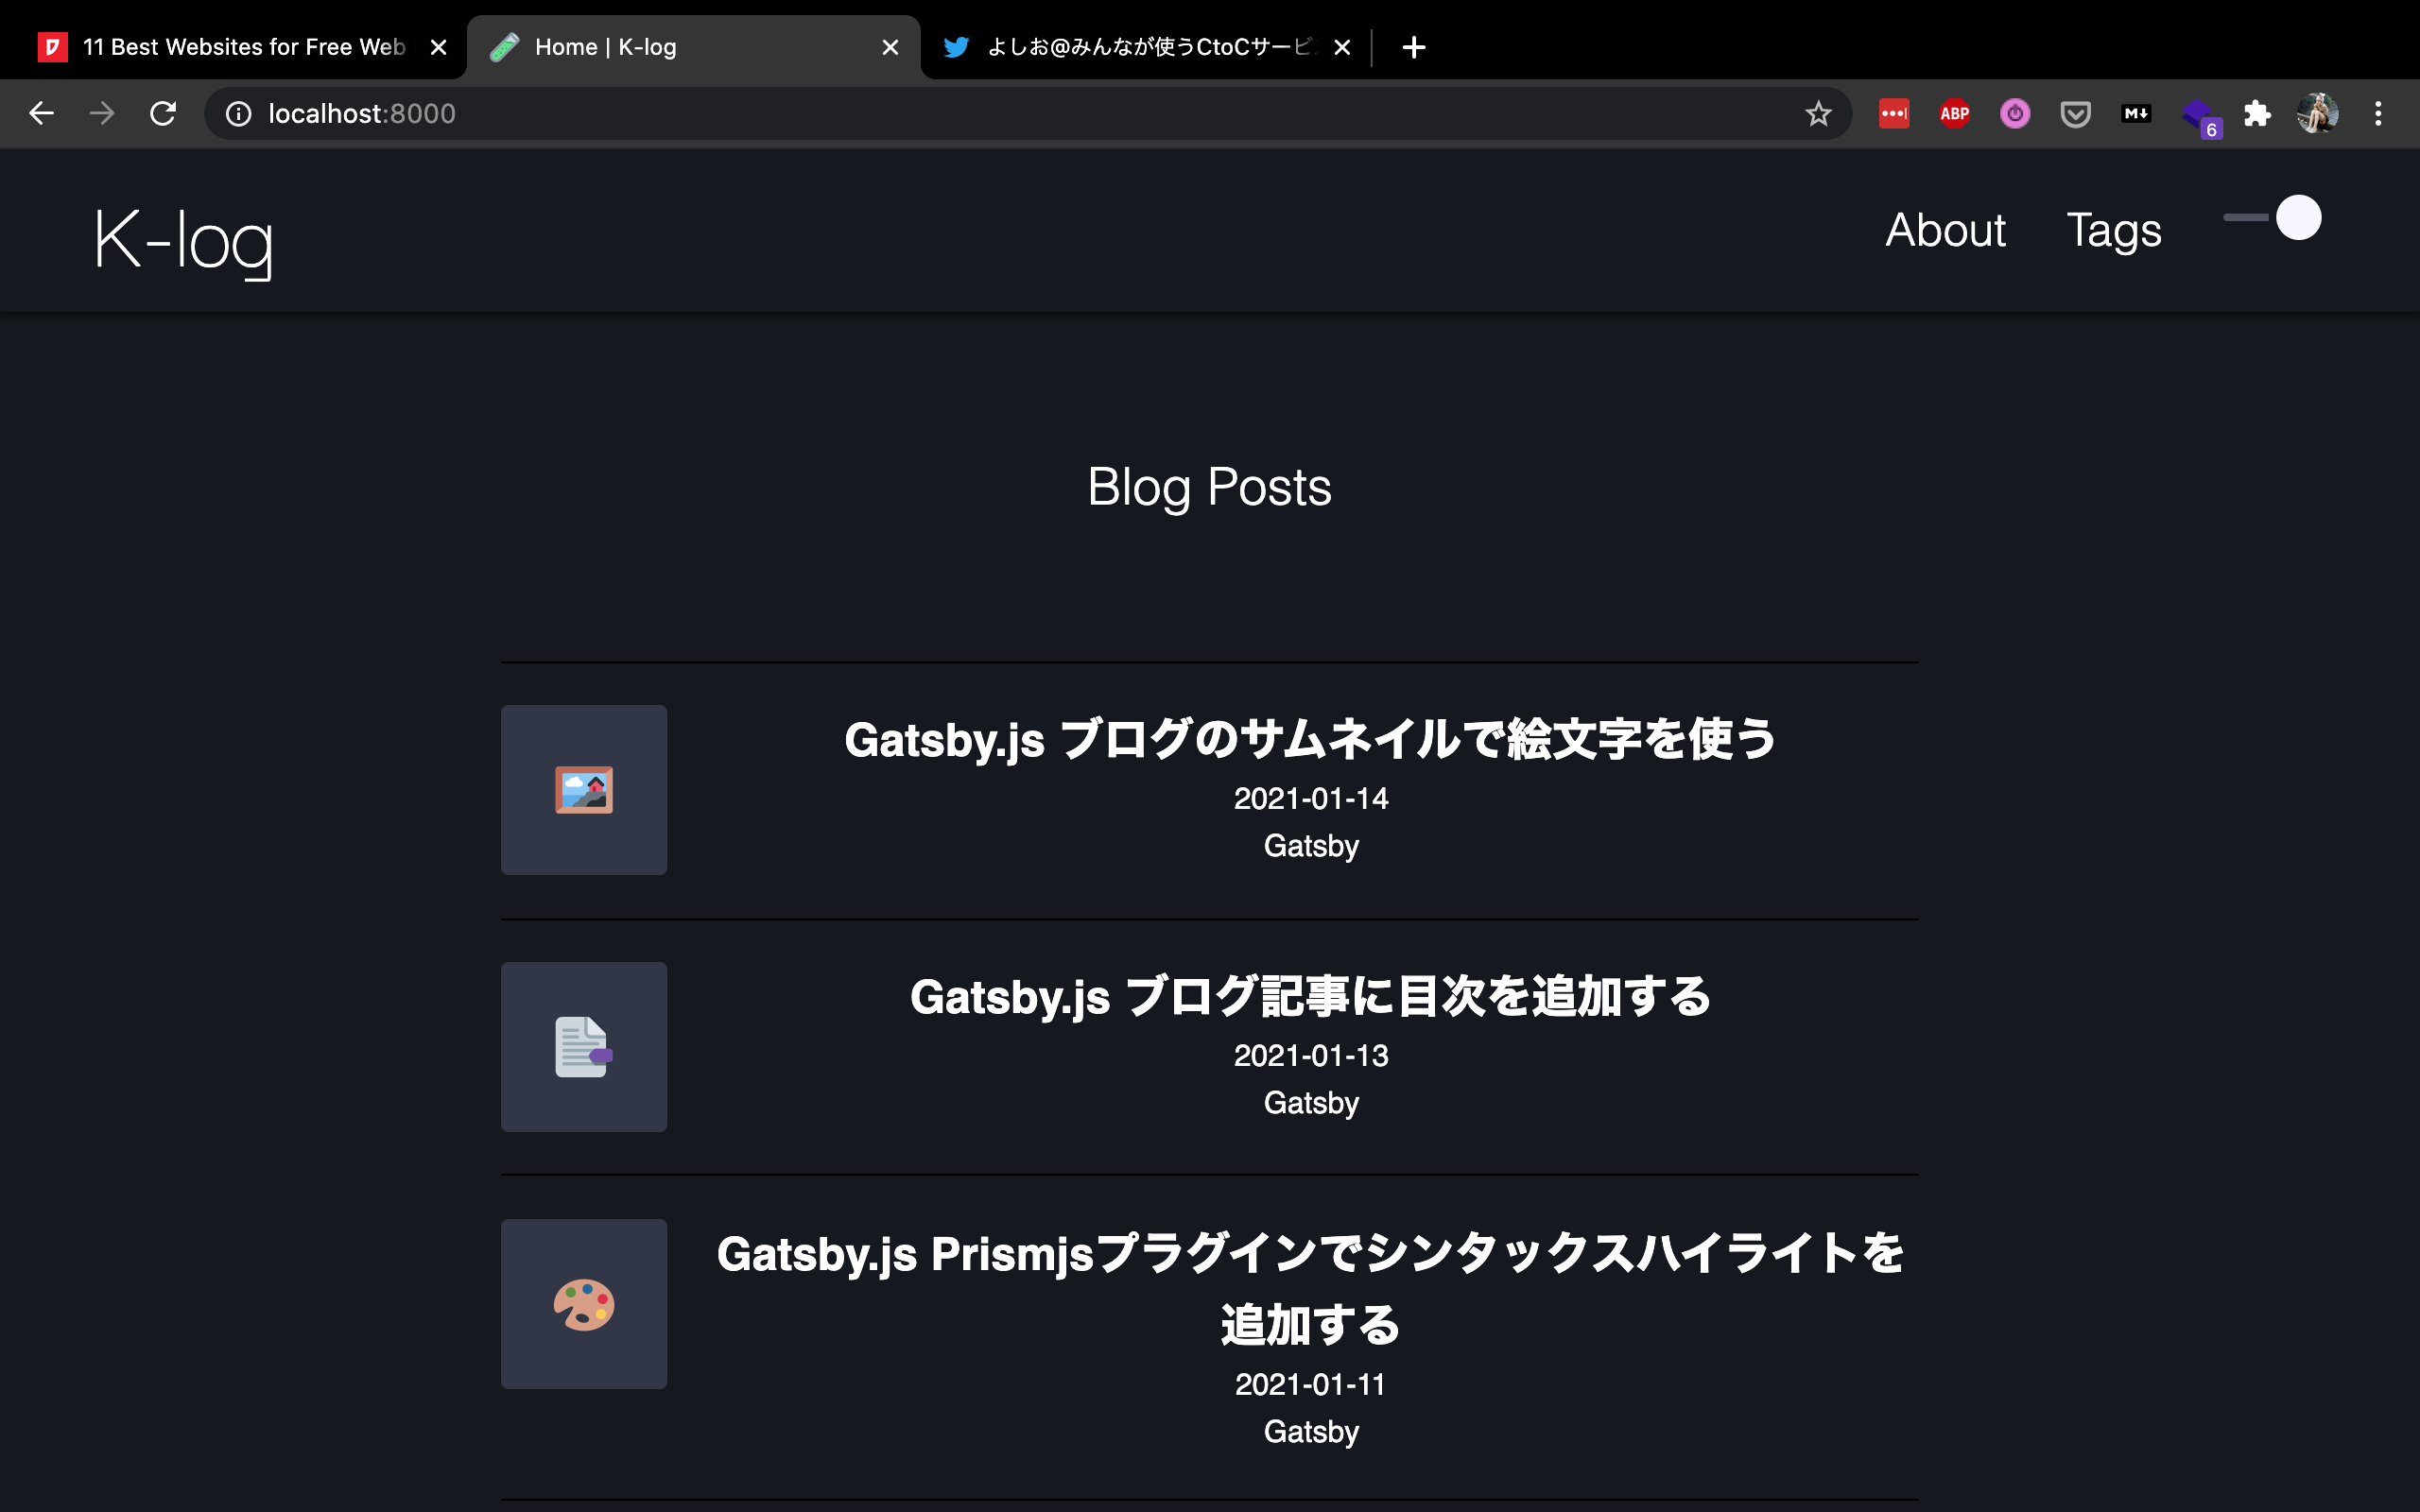 11 Best Websites for Free Web
Home | K-log
よしお@みんなが使うCtoCサービ
localhost:8000
ABP
M↓
6
K-log
About
Tags
Blog Posts
Gatsby.js ブログのサムネイルで絵文字を使う
2021-01-14
Gatsby
Gatsby.js ブログ記事に目次を追加する
2021-01-13
Gatsby
Gatsby.js Prismjsプラグインでシンタックスハイライトを
追加する
2021-01-11
Gatsby